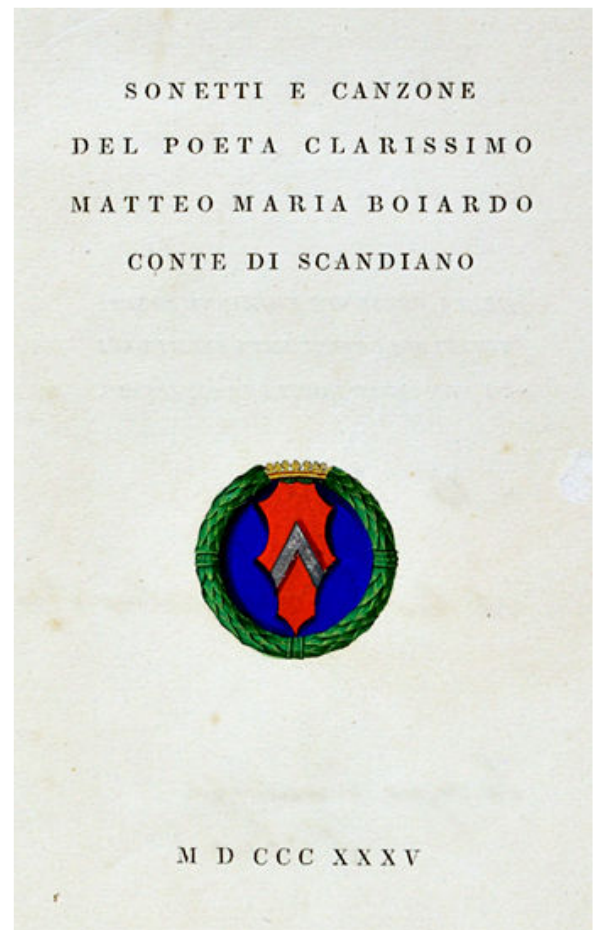 SONETTI E CANZONE
DEL POETA CLARISSIMO
MATTEO MARIA BOIARDO
CONTE DI SCANDIANO
M D CCC XXXV